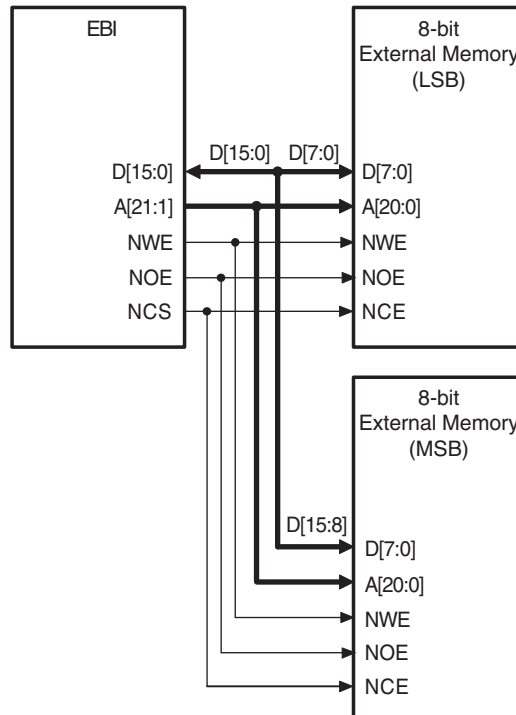 EBI
8-bit
External Memory
(LSB)
D[15:0]
D[7:0]
D[15:0]
D[7:0]
A[21:1]
A[20:0]
NWE
NWE
NOE
NOE
NCS
NCE
8-bit
External Memory
(MSB)
D[15:8]
D[7:0]
A[20:0]
NWE
NOE
NCE